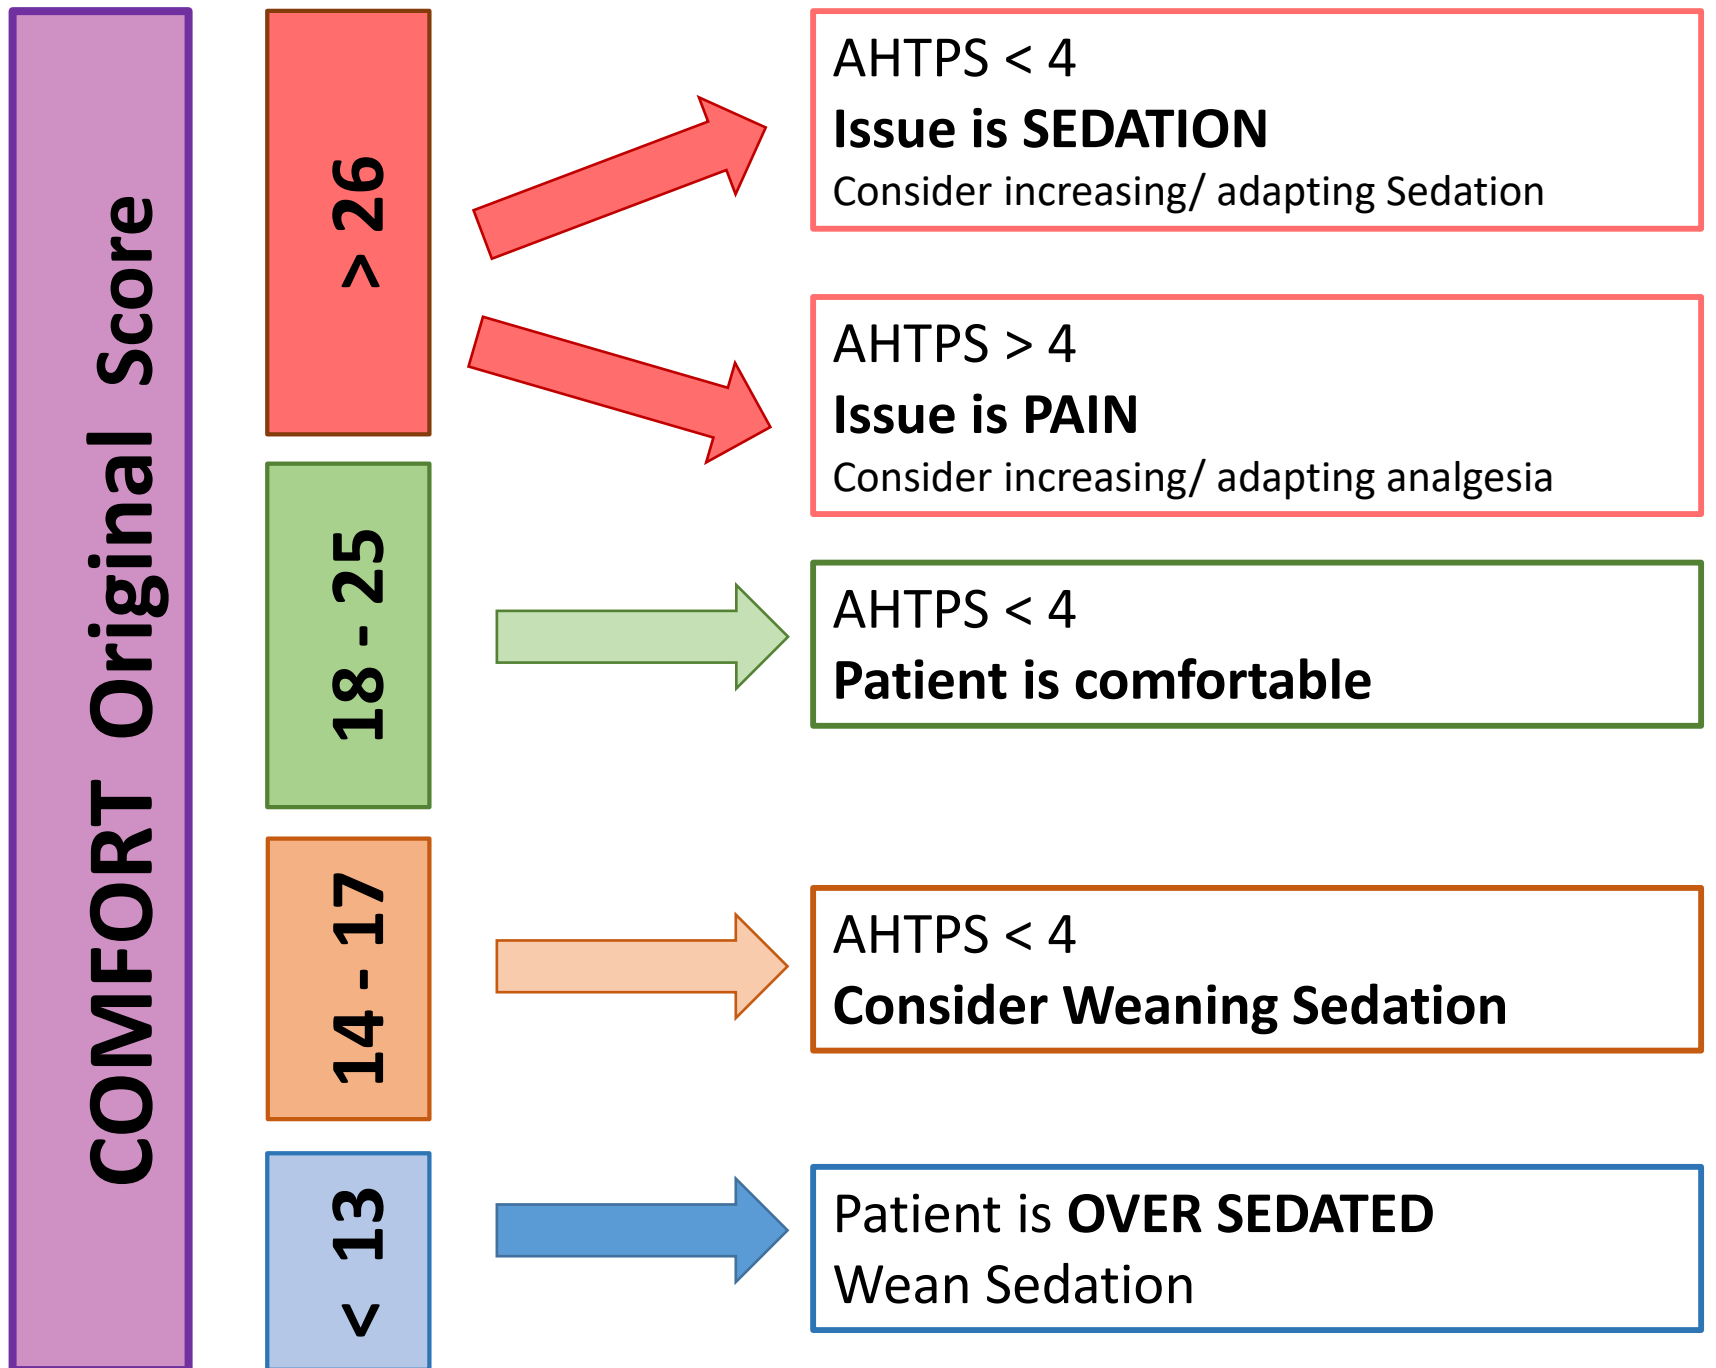 COMFORT Original Score
> 26
AHTPS < 4
Issue is SEDATION
Consider increasing/ adapting Sedation
AHTPS > 4
Issue is PAIN
Consider increasing/ adapting analgesia
18 - 25
AHTPS < 4
Patient is comfortable
14 - 17
AHTPS < 4
Consider Weaning Sedation
< 13
Patient is OVER SEDATED
Wean Sedation